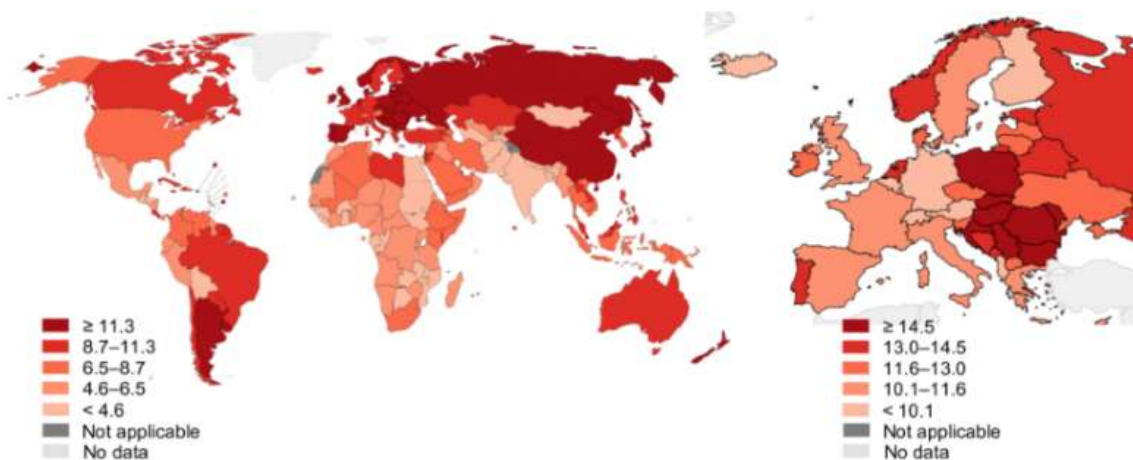 ≥ 11.3
8.7–11.3
6.5–8.7
4.6–6.5
< 4.6
Not applicable
No data
≥ 14.5
13.0–14.5
11.6–13.0
10.1–11.6
< 10.1
Not applicable
No data